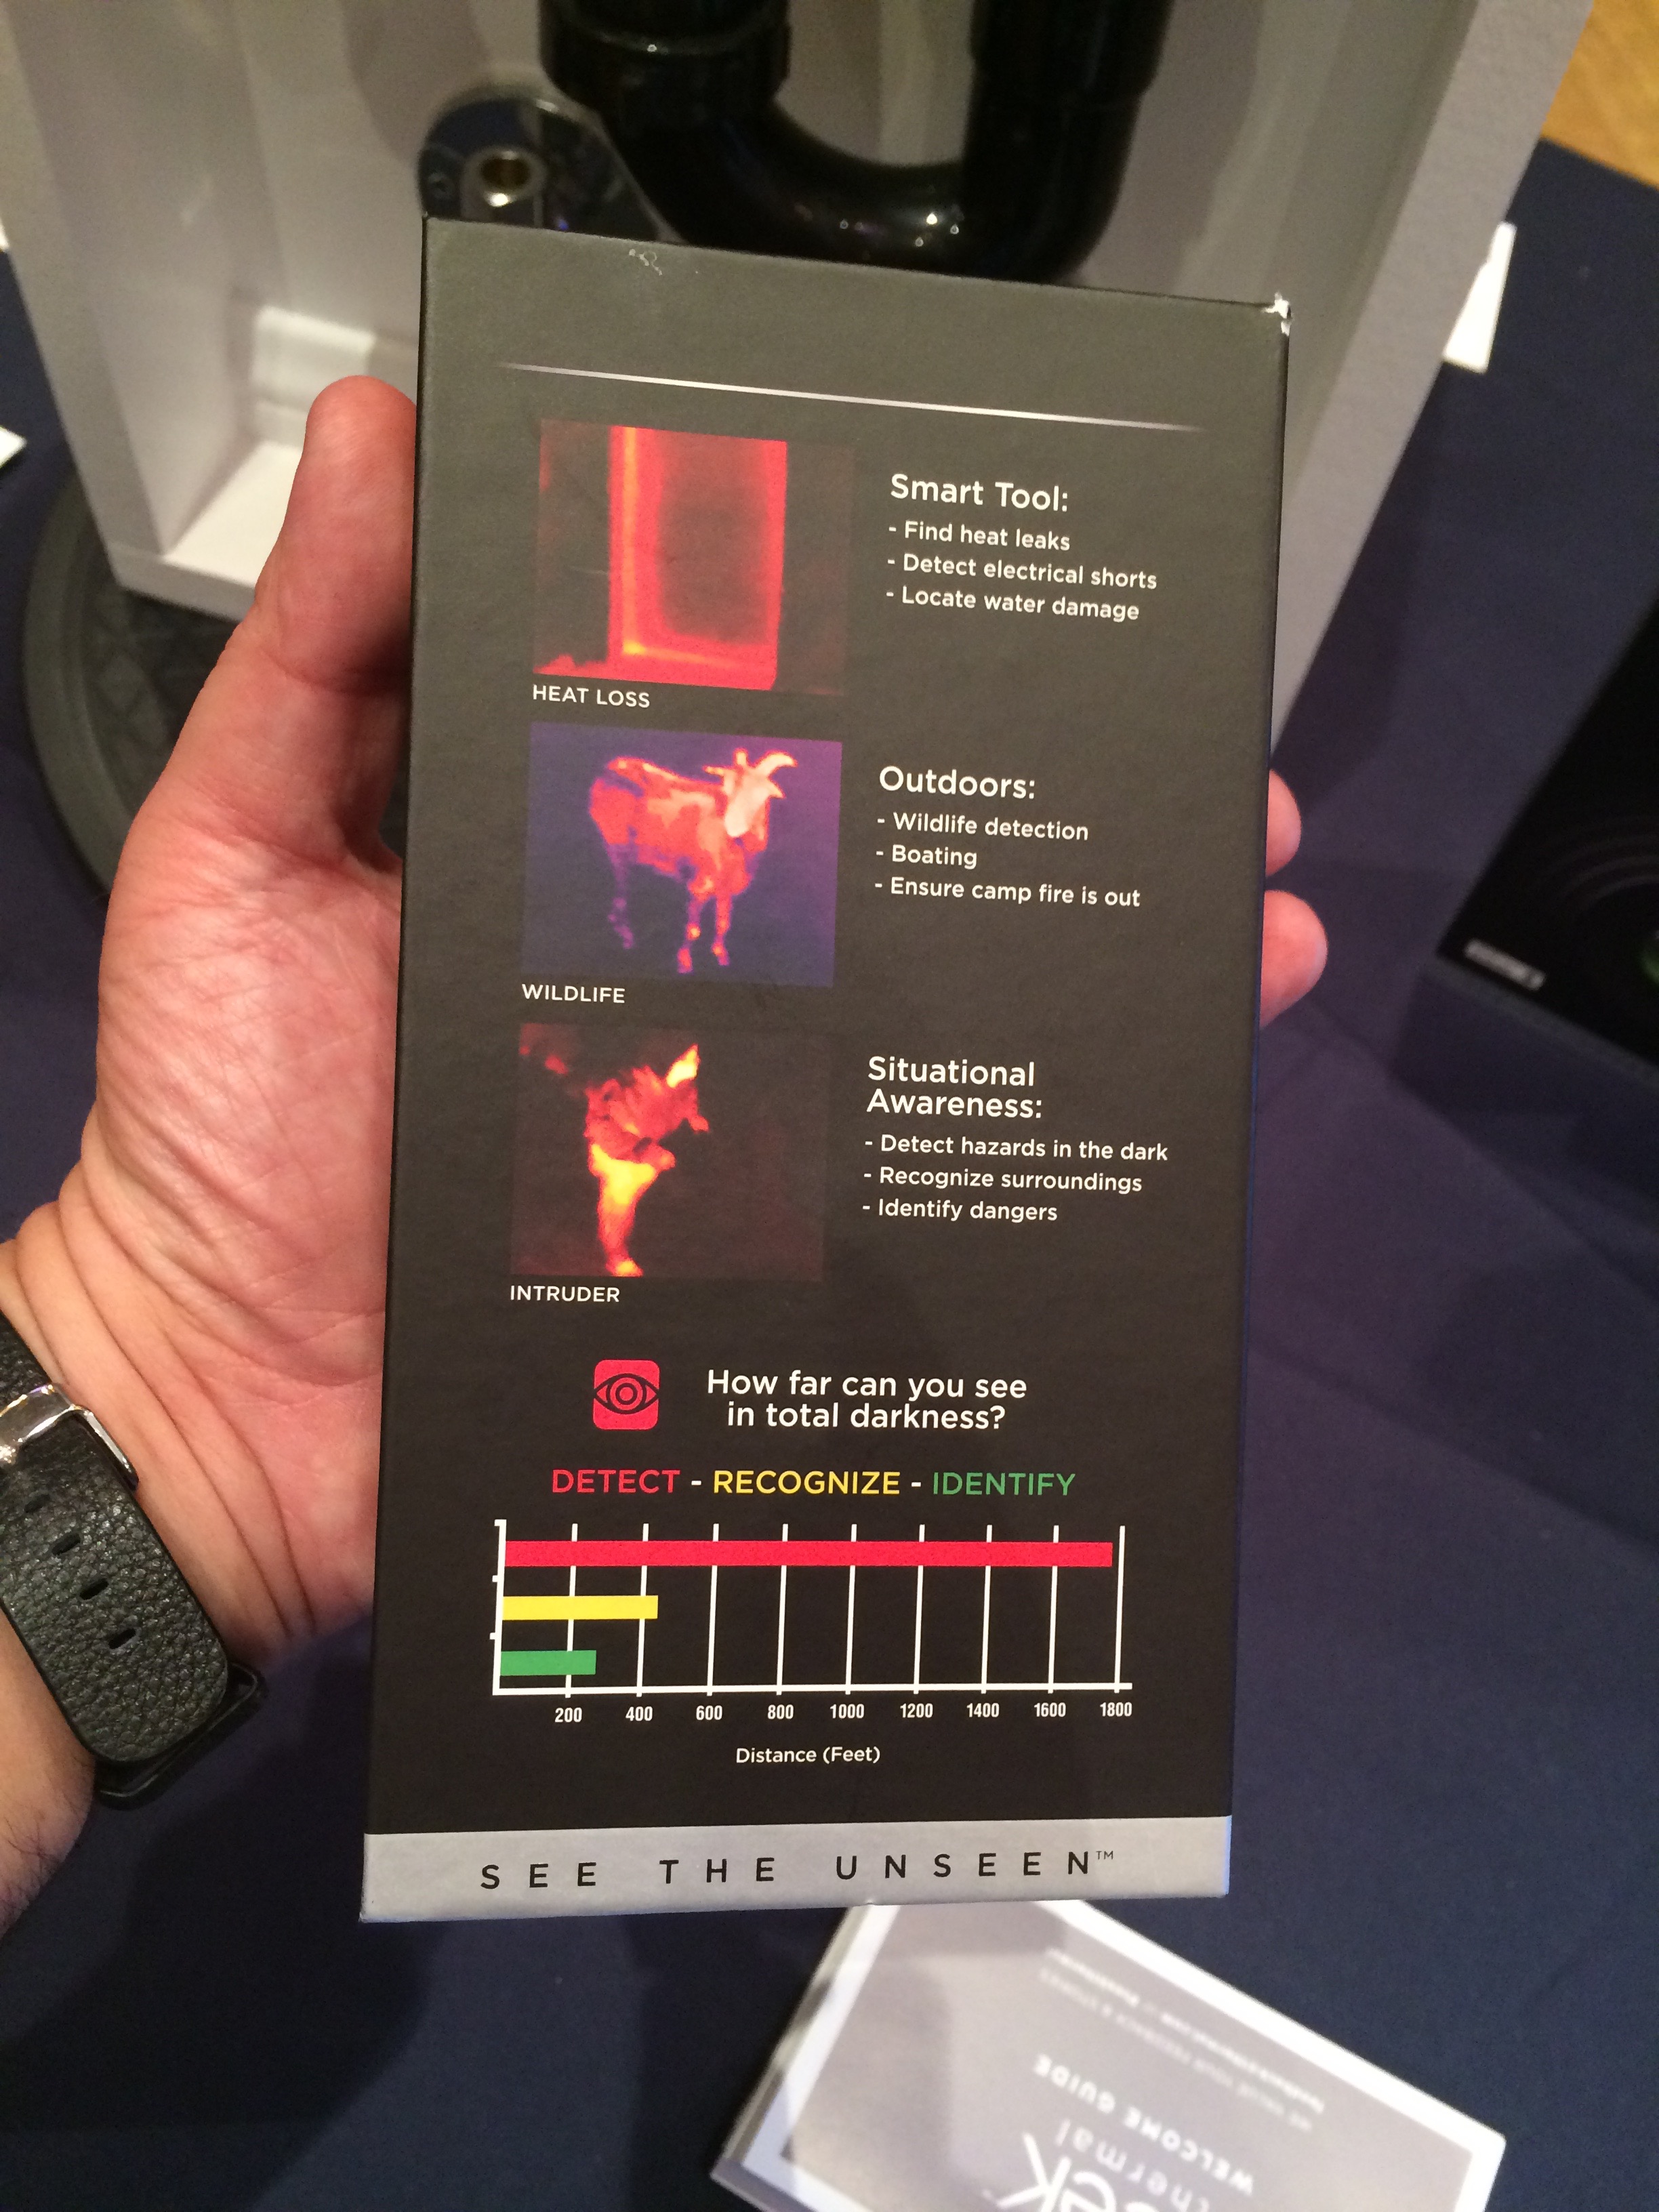 Smart Tool:
- Find heat leaks
- Detect electrical shorts
- Locate water damage
HEAT LOSS
Outdoors:
- Wildlife detection
- Boating
- Ensure camp fire is out
WILDLIFE
Situational
Awareness:
- Detect hazards in the dark
- Recognize surroundings
- Identify dangers
INTRUDER
How far can you see
in total darkness?
DETECT - RECOGNIZE - IDENTIFY
200 400 600 800 1000 1200 1400 1600 1800
Distance (Feet)
SEE THE UNSEEN™
thermal
WELCOME GUIDE